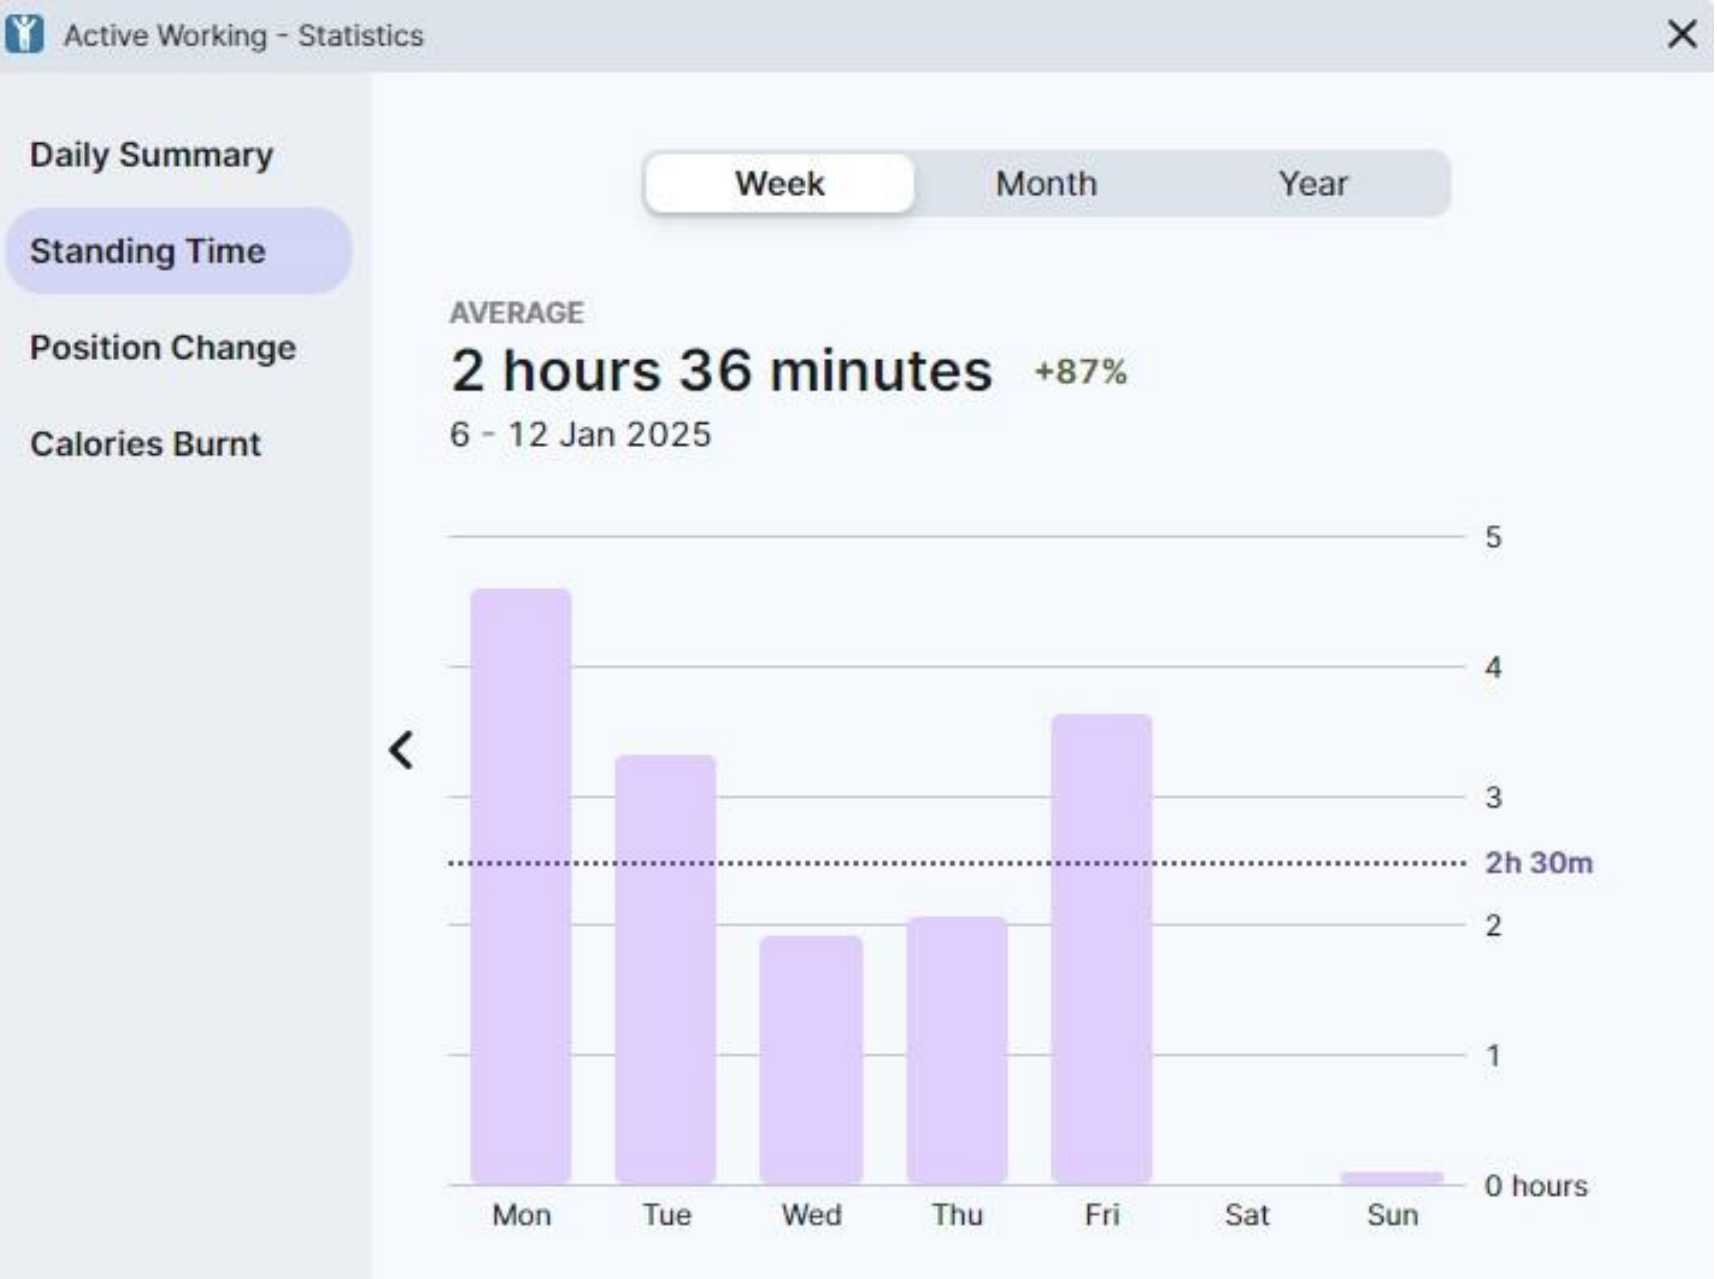 Active Working - Statistics
Daily Summary
Standing Time
Position Change
Calories Burnt
Week Month Year
AVERAGE
2 hours 36 minutes +87%
6 - 12 Jan 2025
5
4
3
2h 30m
2
1
0 hours
Mon Tue Wed Thu Fri Sat Sun